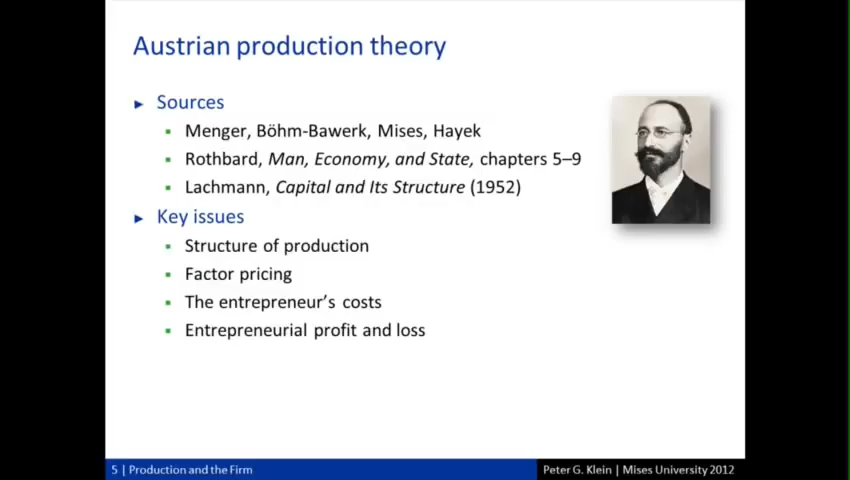 Austrian production theory
Sources
Menger, Böhm-Bawerk, Mises, Hayek
Rothbard, Man, Economy, and State, chapters 5–9
Lachmann, Capital and Its Structure (1952)
Key issues
Structure of production
Factor pricing
The entrepreneur's costs
Entrepreneurial profit and loss
5 | Production and the Firm
Peter G. Klein | Mises University 2012